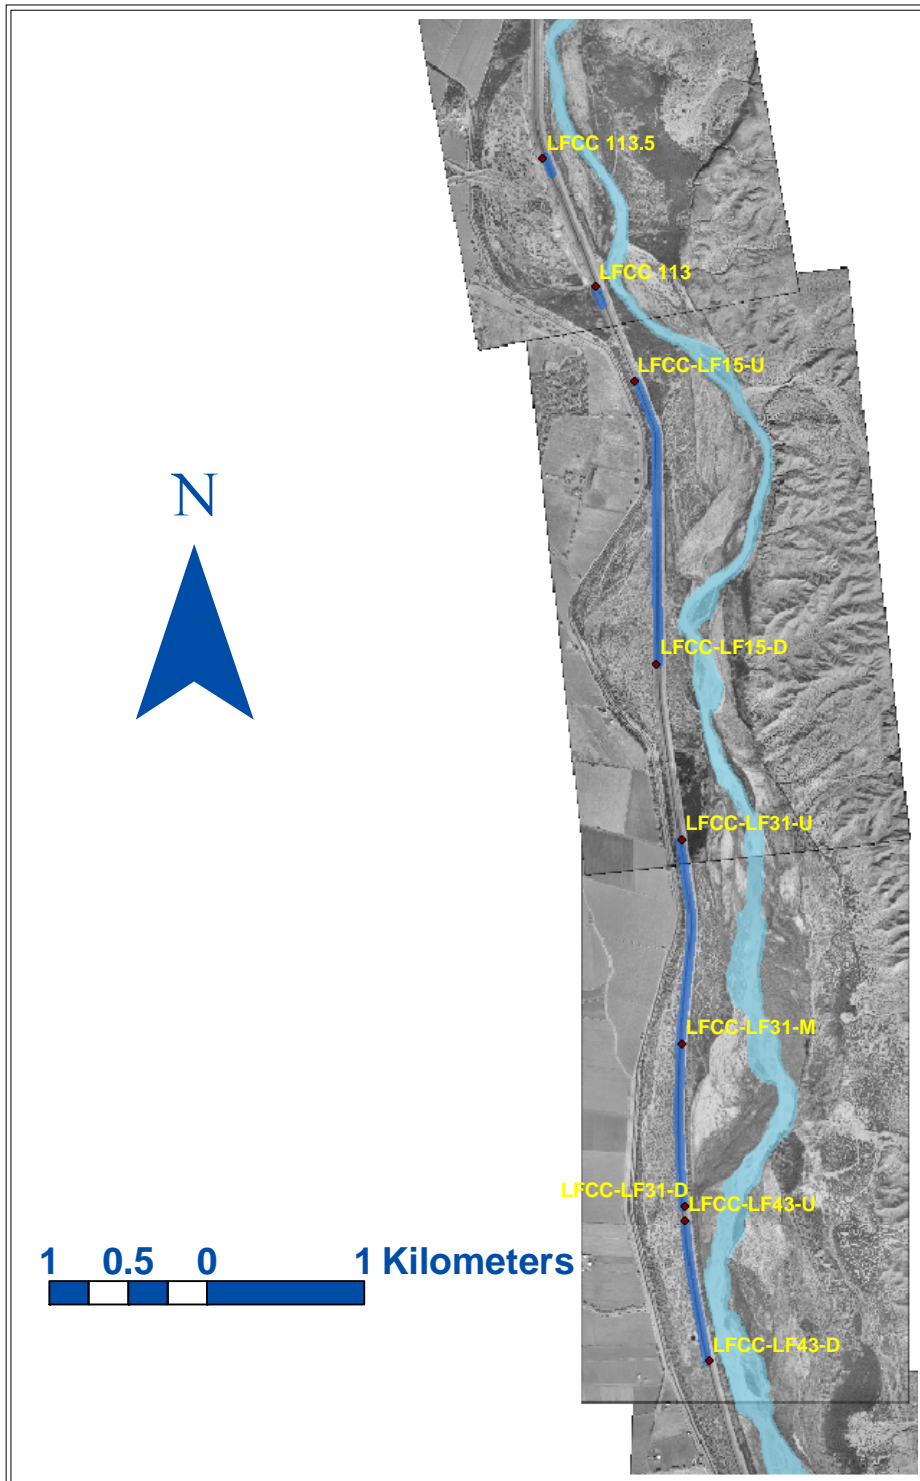 LFCC 113.5
LFCC 113
LFCC-LF15-U
N
LFCC-LF15-D
LFCC-LF31-U
LFCC-LF31-M
LFCC-LF31-D
LFCC-LF43-U
1 0.5 0 1 Kilometers
LFCC-LF43-D